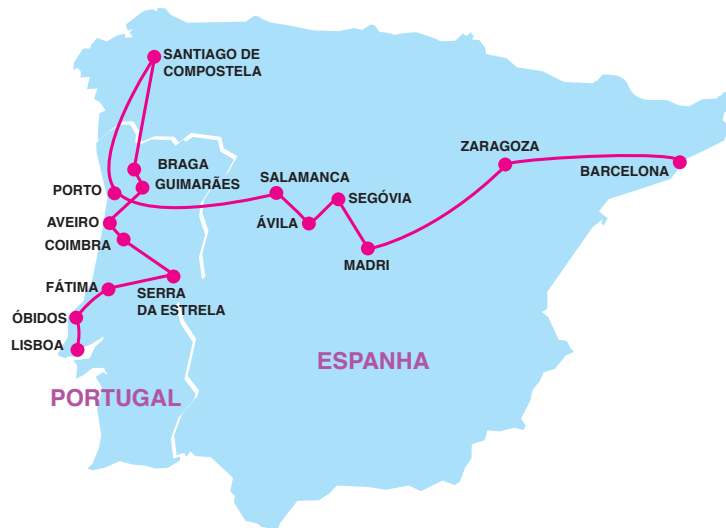 SANTIAGO DE
COMPOSTELA
ZARAGOZA
BRAGA
BARCELONA
SALAMANCA
GUIMARÃES
PORTO
SEGÓVIA
AVEIRO
ÁVILA
COIMBRA
MADRI
FÁTIMA
SERRA
DA ESTRELA
ÓBIDOS
LISBOA
ESPANHA
PORTUGAL